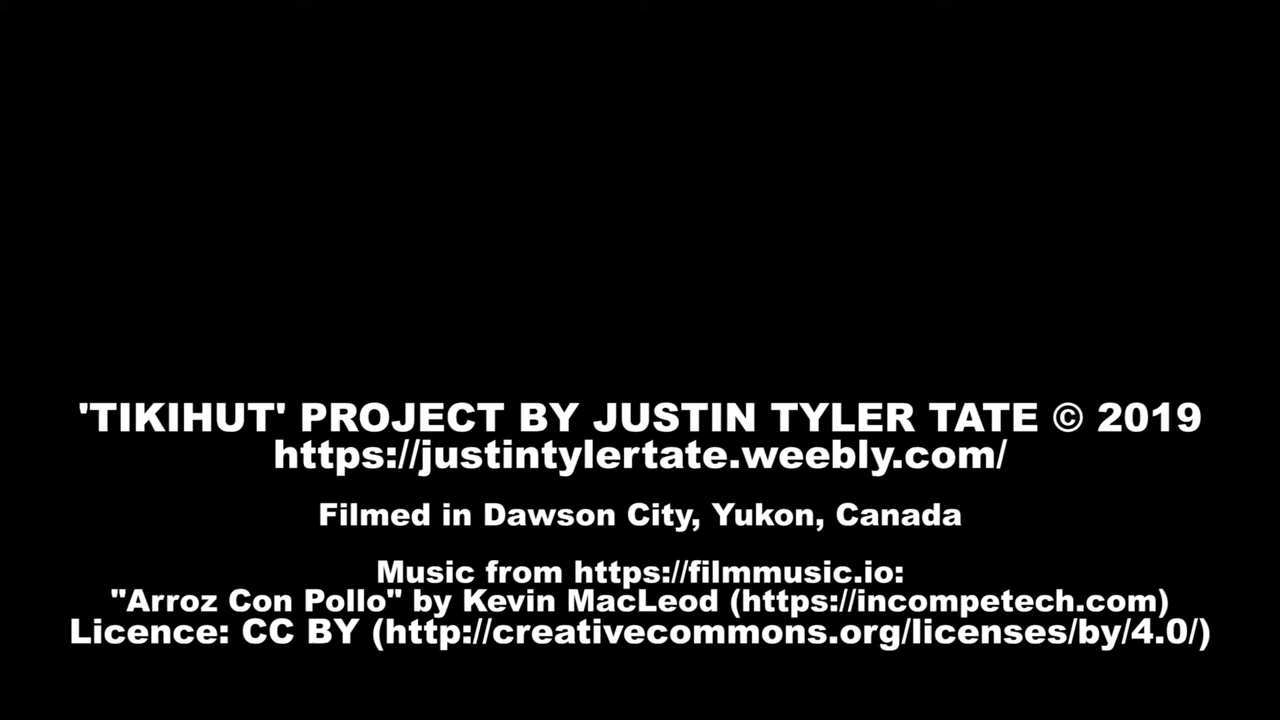 'TIKIHUT' PROJECT BY JUSTIN TYLER TATE © 2019
https://justintylertate.weebly.com/
Filmed in Dawson City, Yukon, Canada
Music from https://filmmusic.io:
"Arroz Con Pollo" by Kevin MacLeod (https://incompetech.com)
Licence: CC BY (http://creativecommons.org/licenses/by/4.0/)